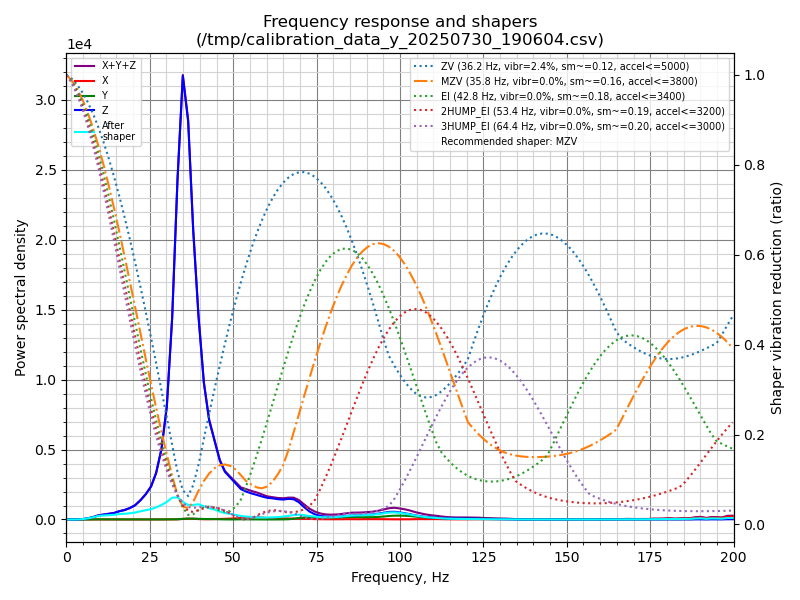 Frequency response and shapers
(/tmp/calibration_data_y_20250730_190604.csv)
1e4
X+Y+Z
X
Y
Z
After
shaper
ZV (36.2 Hz, vibr=2.4%, sm~=0.12, accel<=5000)
MZV (35.8 Hz, vibr=0.0%, sm~=0.16, accel<=3800)
EI (42.8 Hz, vibr=0.0%, sm~=0.18, accel<=3400)
2HUMP_EI (53.4 Hz, vibr=0.0%, sm~=0.19, accel<=3200)
3HUMP_EI (64.4 Hz, vibr=0.0%, sm~=0.20, accel<=3000)
Recommended shaper: MZV
Power spectral density
3.0
2.5
2.0
1.5
1.0
0.5
0.0
1.0
0.8
0.6
0.4
0.2
0.0
Shaper vibration reduction (ratio)
0 25 50 75 100 125 150 175 200
Frequency, Hz